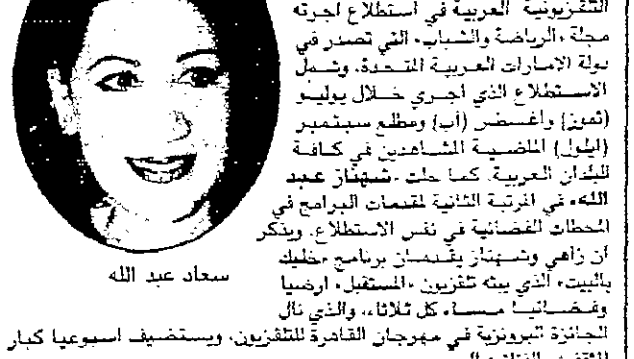 التلفزيونية العربية في استطلاع اجرته
مجلة «الرياضة والشباب» التي تصدر في
دولة الإمارات العربية المتحدة. وشمل
الاستطلاع الذي اجري خلال يوليو
(تموز) واغسطس (آب) ومطلع سبتمبر
(ايلول) الماضية المشاهدين في كافة
البلدان العربية. كما حلت «شهناز عبد
الله» في المرتبة الثانية لمقدمات البرامج في
المحطات الفضائية في نفس الاستطلاع. ويذكر
ان زاهي وشهناز يقدمان برنامج «خليك
بالبيت» الذي يبثه تلفزيون «المستقبل» ارضيا
وفضائيا مساء كل ثلاثاء، والذي نال
الجائزة البرونزية في مهرجان القاهرة للتلفزيون، ويستضيف اسبوعيا كبار
سعاد عبد الله